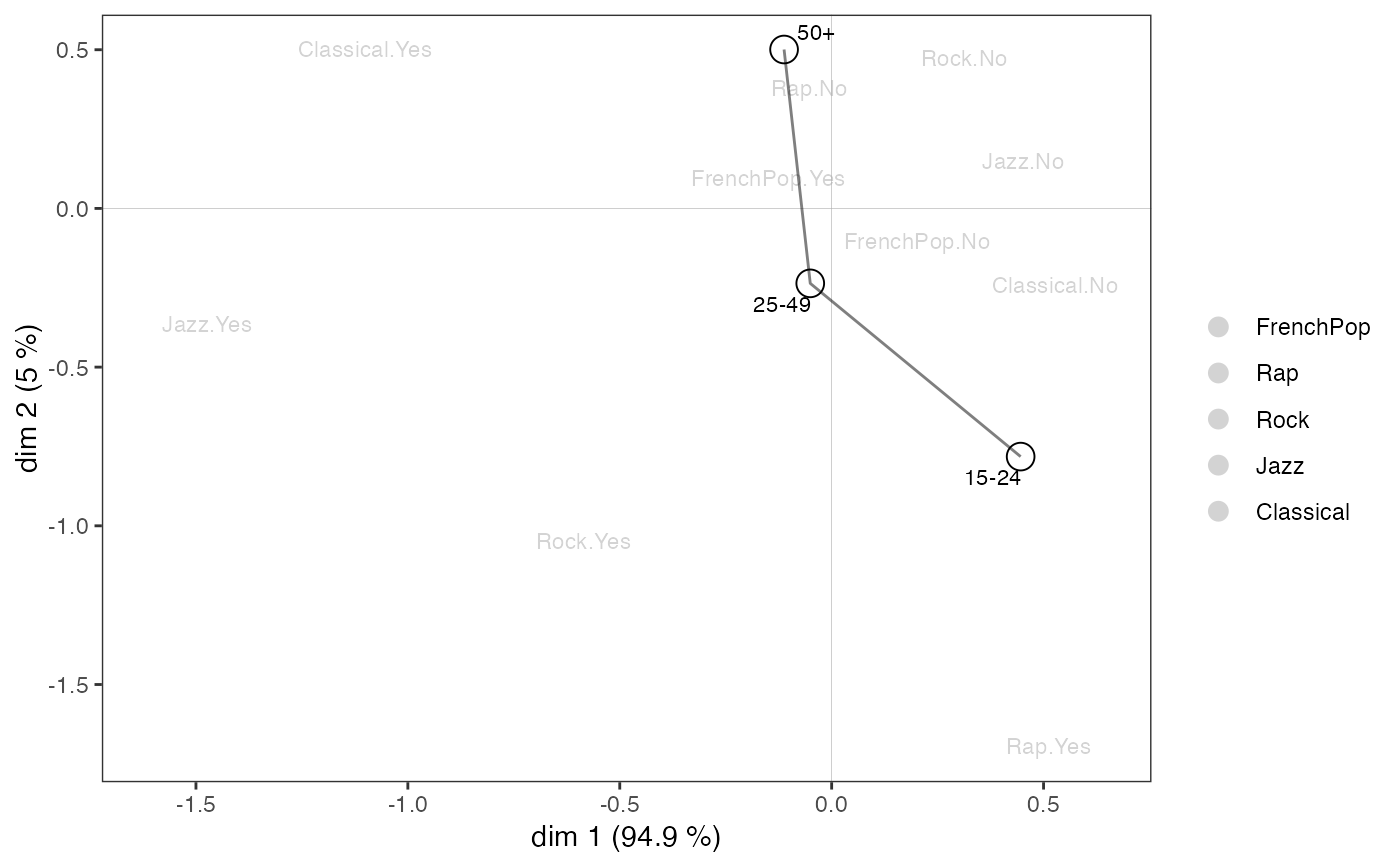 0.5
0.0
-0.5
-1.0
-1.5
dim 2 (5 %)
Classical.Yes
50+
Rock.No
Rap.No
Jazz.No
FrenchPop.Yes
FrenchPop.No
Classical.No
25-49
Jazz.Yes
15-24
Rock.Yes
Rap.Yes
-1.5
-1.0
-0.5
0.0
0.5
dim 1 (94.9 %)
FrenchPop
Rap
Rock
Jazz
Classical